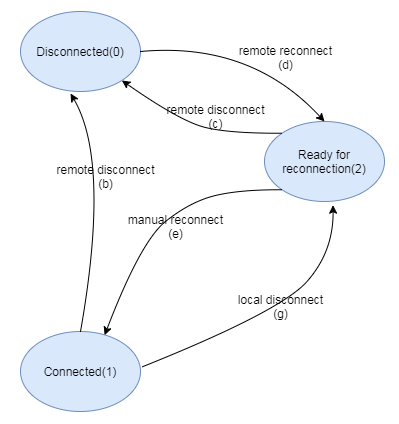 Disconnected(0)
remote reconnect
(d)
remote disconnect
(c)
Ready for
reconnection(2)
remote disconnect
(b)
manual reconnect
(e)
local disconnect
(g)
Connected(1)